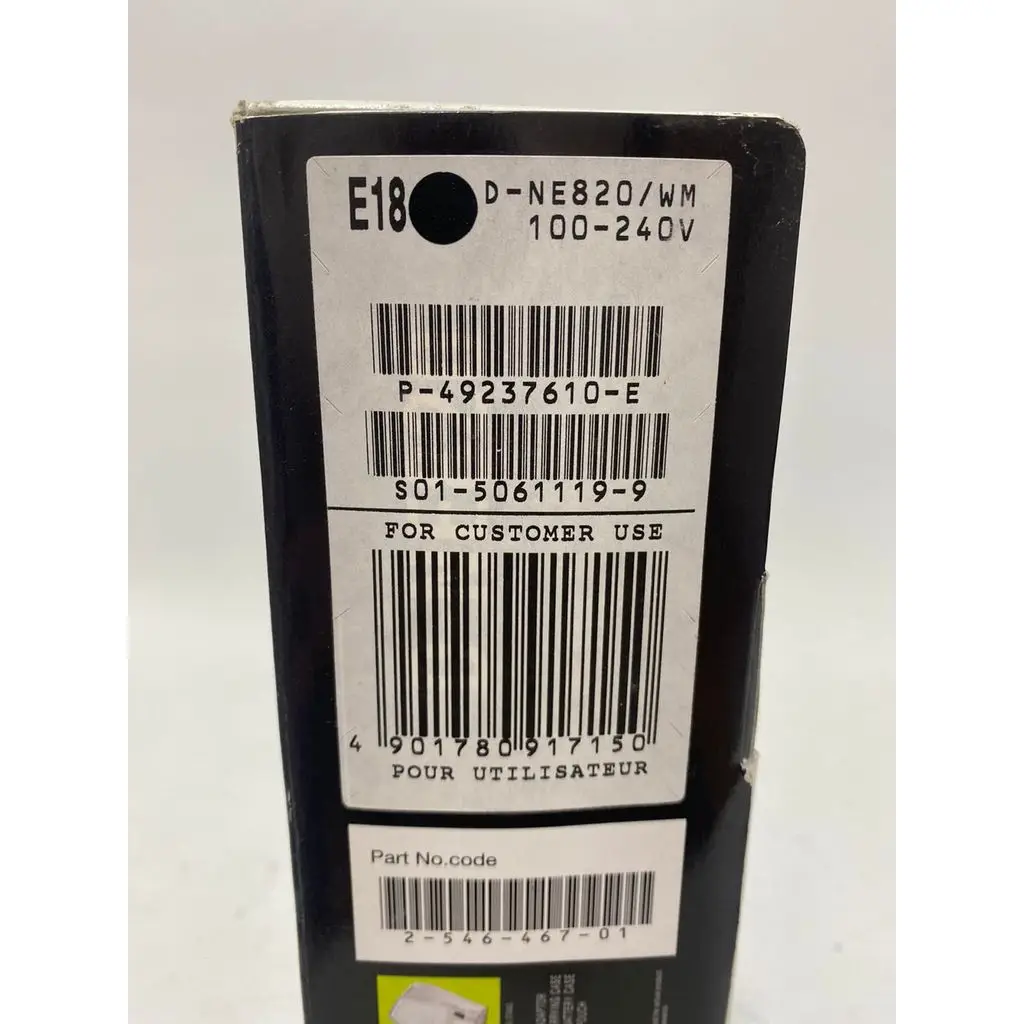 E18 D-NE820/WM
100-240V
P-49237610-E
S01-5061119-9
FOR CUSTOMER USE
4 901780 917150
POUR UTILISATEUR
Part No.code
2-546-467-01